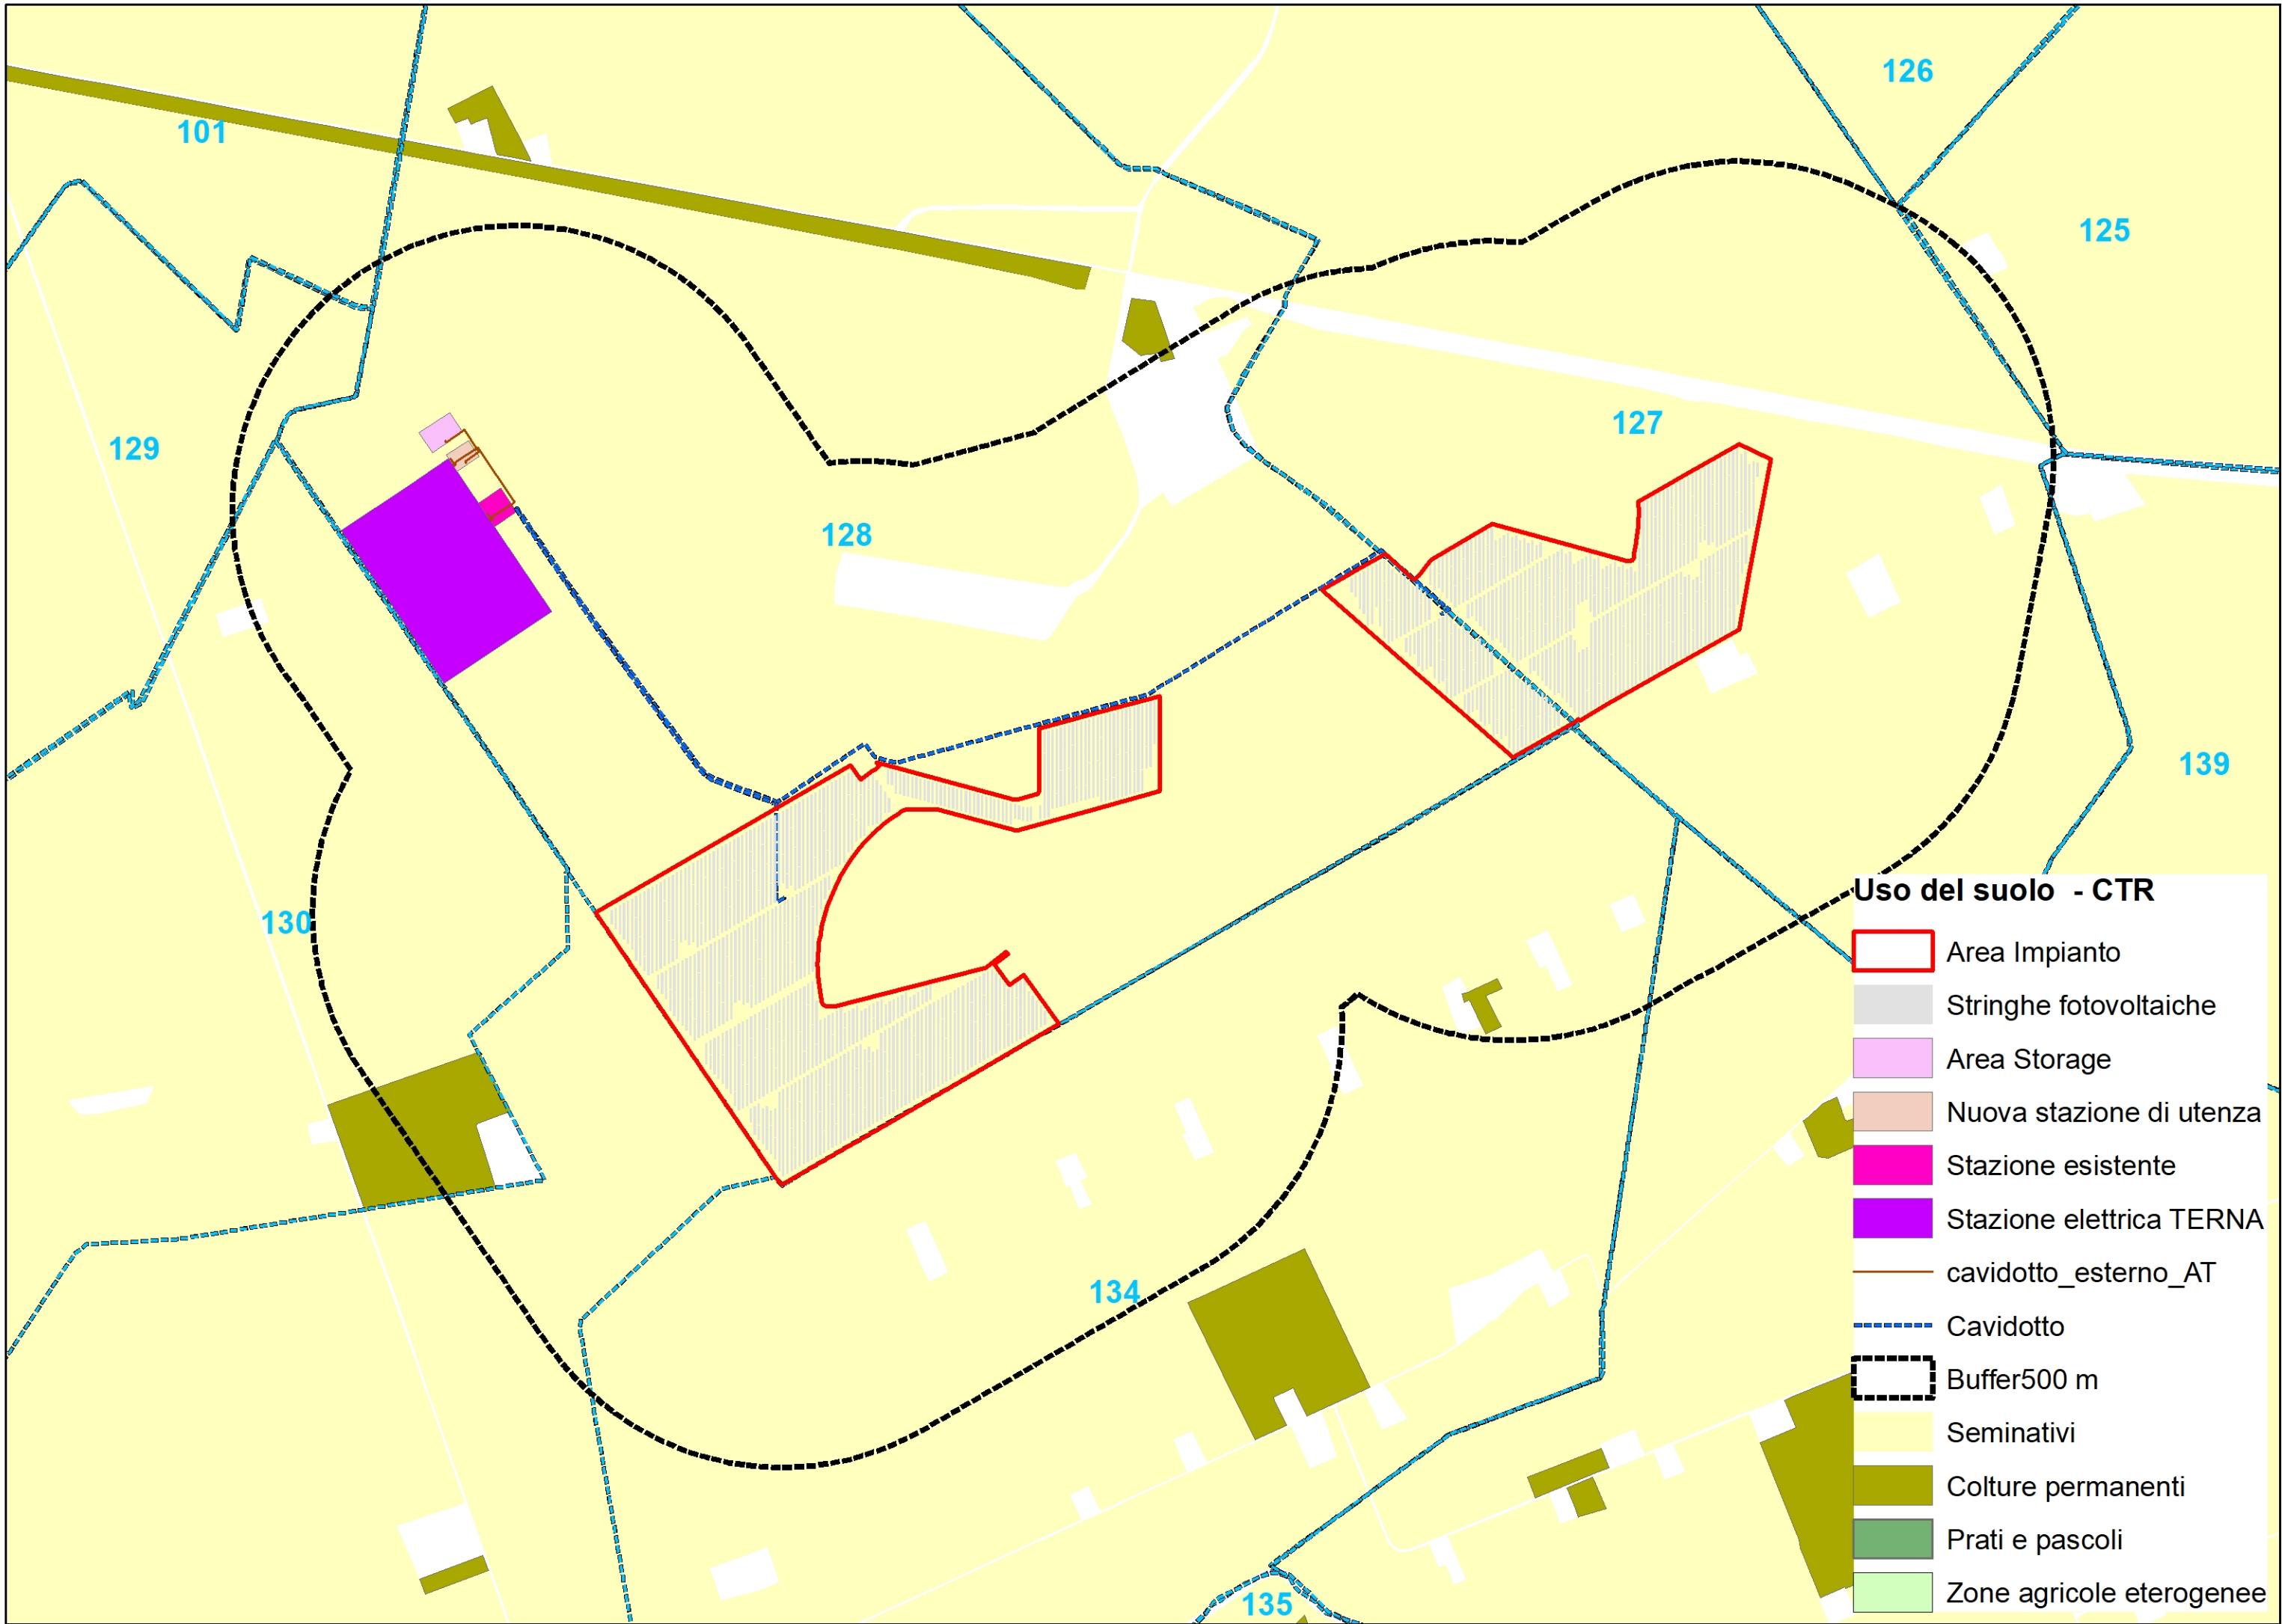 126
101
125
127
129
128
139
130
134
135
Uso del suolo - CTR
Area Impianto
Stringhe fotovoltaiche
Area Storage
Nuova stazione di utenza
Stazione esistente
Stazione elettrica TERNA
cavidotto_esterno_AT
Cavidotto
Buffer500 m
Seminativi
Colture permanenti
Prati e pascoli
Zone agricole eterogenee